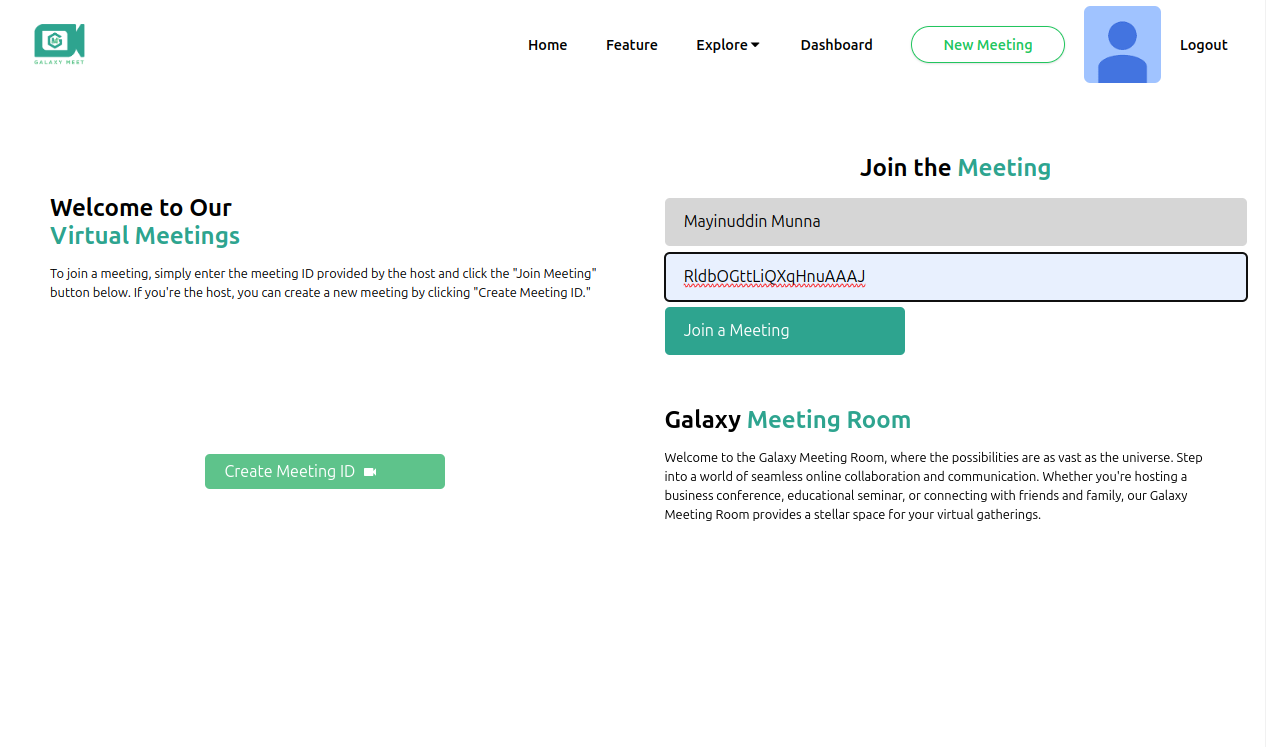 GALAXY MEET
Home
Feature
Explore
Dashboard
New Meeting
Logout
Welcome to Our
Virtual Meetings
To join a meeting, simply enter the meeting ID provided by the host and click the "Join Meeting"
button below. If you're the host, you can create a new meeting by clicking "Create Meeting ID."
Create Meeting ID
Join the Meeting
Mayinuddin Munna
RldbOGttLiQXqHnuAAAJ
Join a Meeting
Galaxy Meeting Room
Welcome to the Galaxy Meeting Room, where the possibilities are as vast as the universe. Step
into a world of seamless online collaboration and communication. Whether you're hosting a
business conference, educational seminar, or connecting with friends and family, our Galaxy
Meeting Room provides a stellar space for your virtual gatherings.